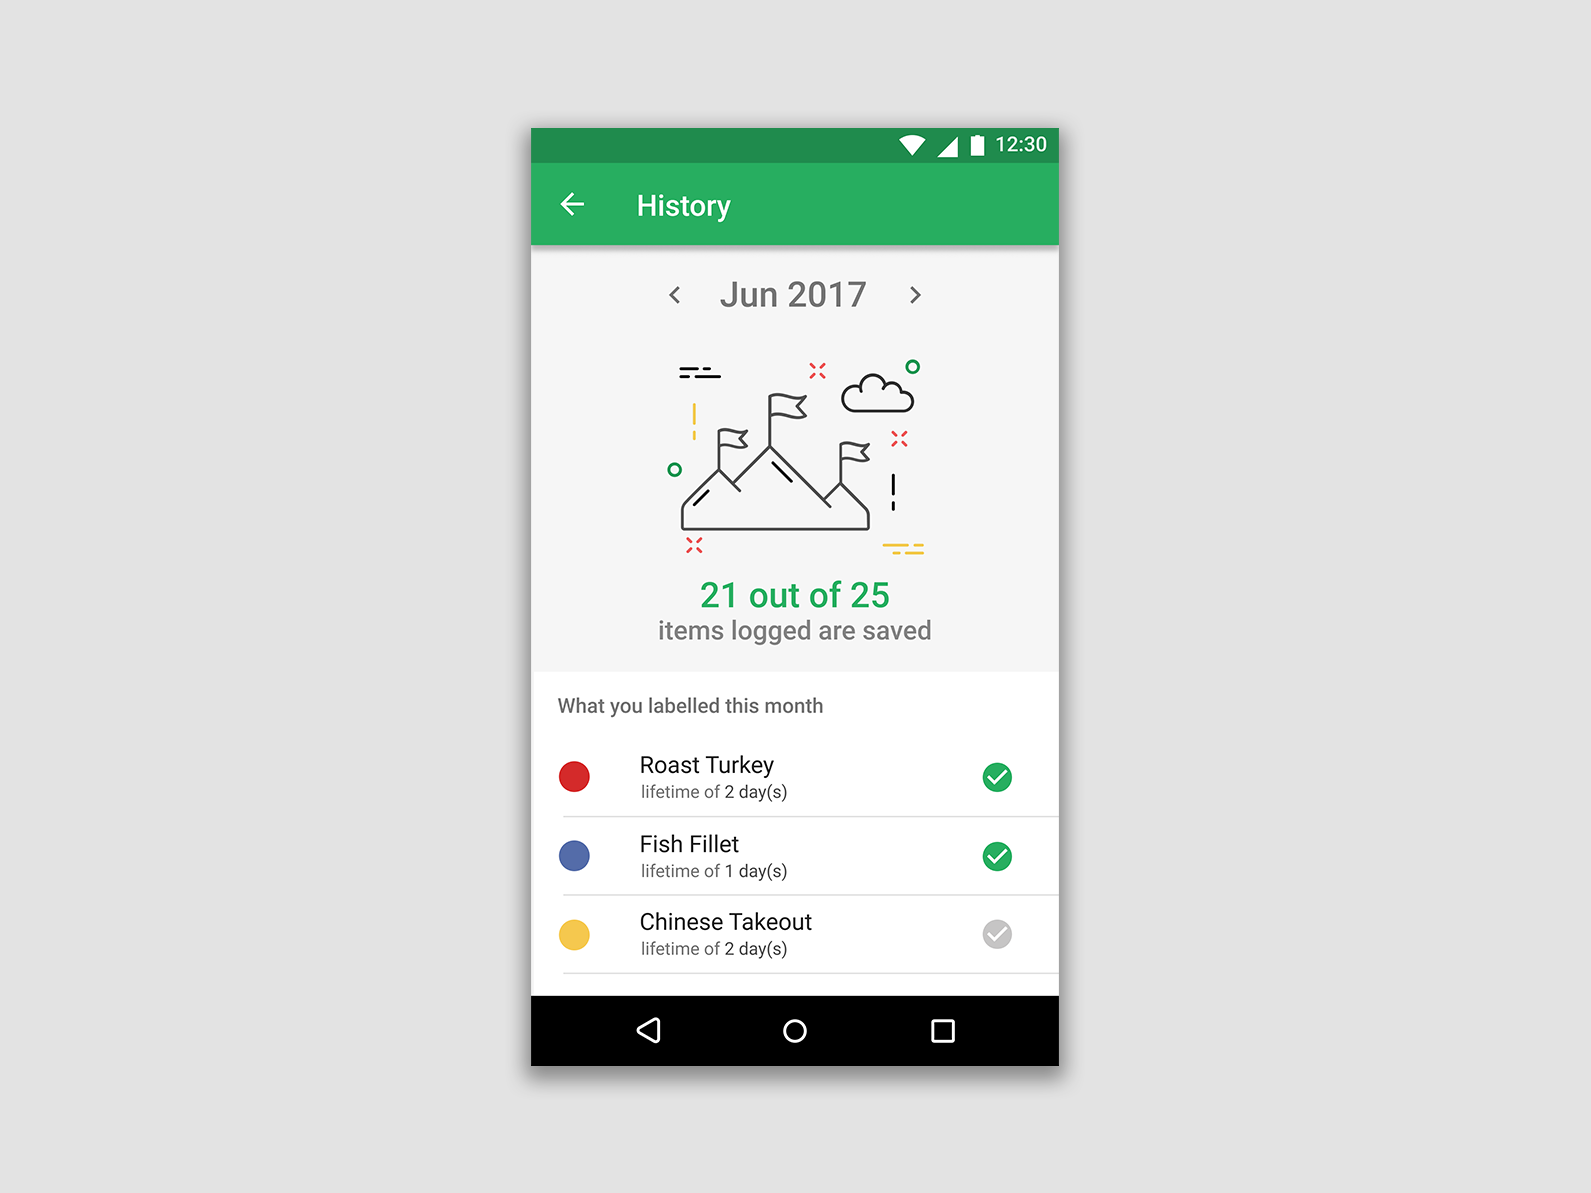 12:30
History
Jun 2017
21 out of 25
items logged are saved
What you labelled this month
Roast Turkey
lifetime of 2 day(s)
Fish Fillet
lifetime of 1 day(s)
Chinese Takeout
lifetime of 2 day(s)